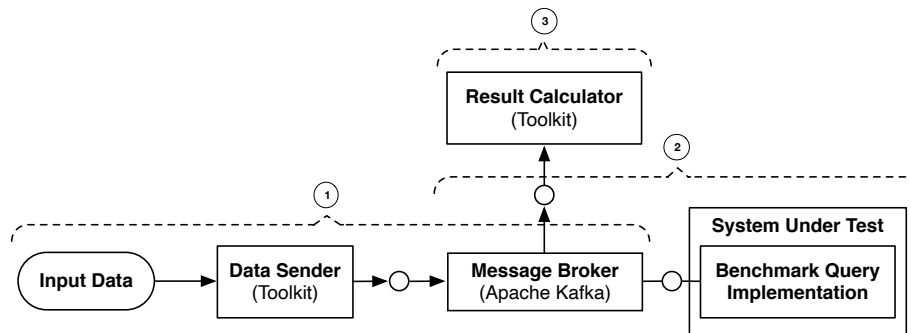 3
Result Calculator
(Toolkit)
2
1
System Under Test
Input Data
Data Sender
(Toolkit)
Message Broker
(Apache Kafka)
Benchmark Query
Implementation